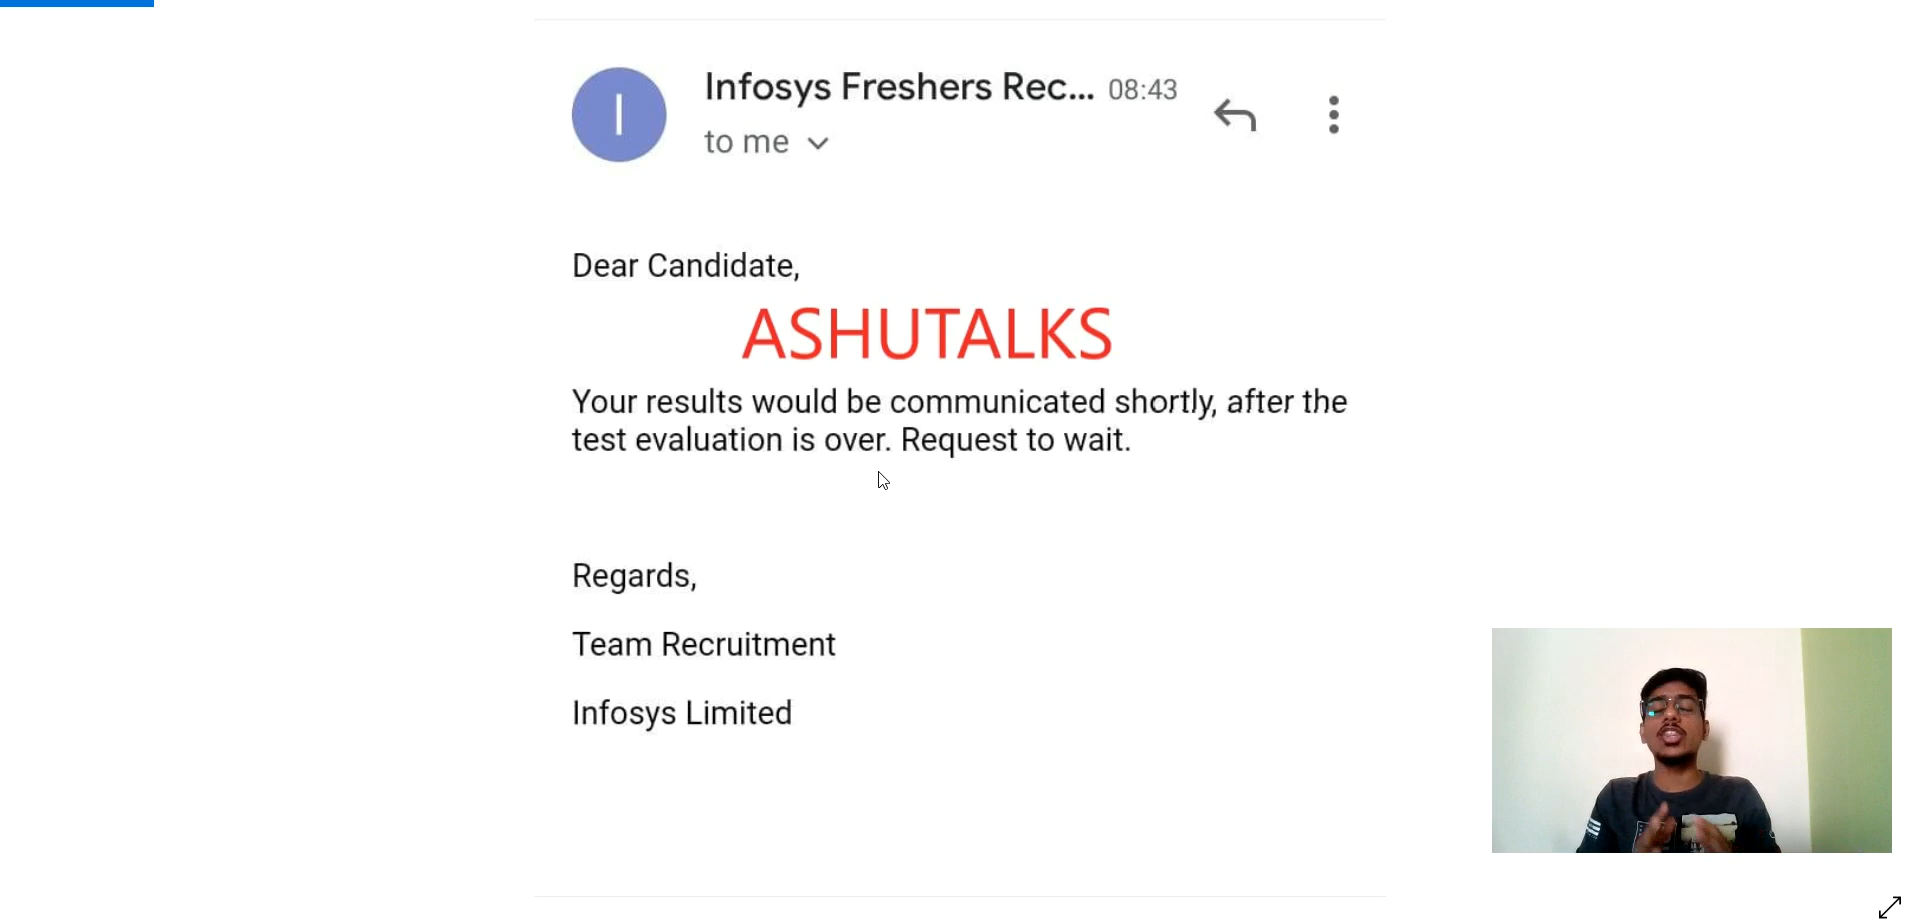 I
Infosys Freshers Rec... 08:43
to me
Dear Candidate,
ASHUTALKS
Your results would be communicated shortly, after the
test evaluation is over. Request to wait.
Regards,
Team Recruitment
Infosys Limited